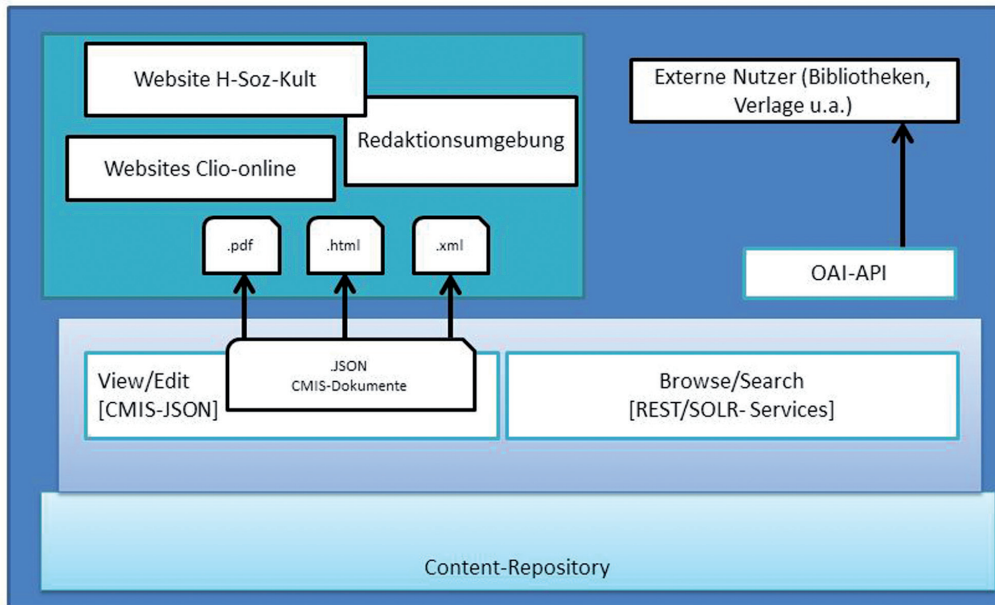 Website H-Soz-Kult
Redaktionsumgebung
Websites Clio-online
.pdf
.html
.xml
Externe Nutzer (Bibliotheken,
Verlage u.a.)
OAI-API
View/Edit
[CMIS-JSON]
.JSON
CMIS-Dokumente
Browse/Search
[REST/SOLR- Services]
Content-Repository